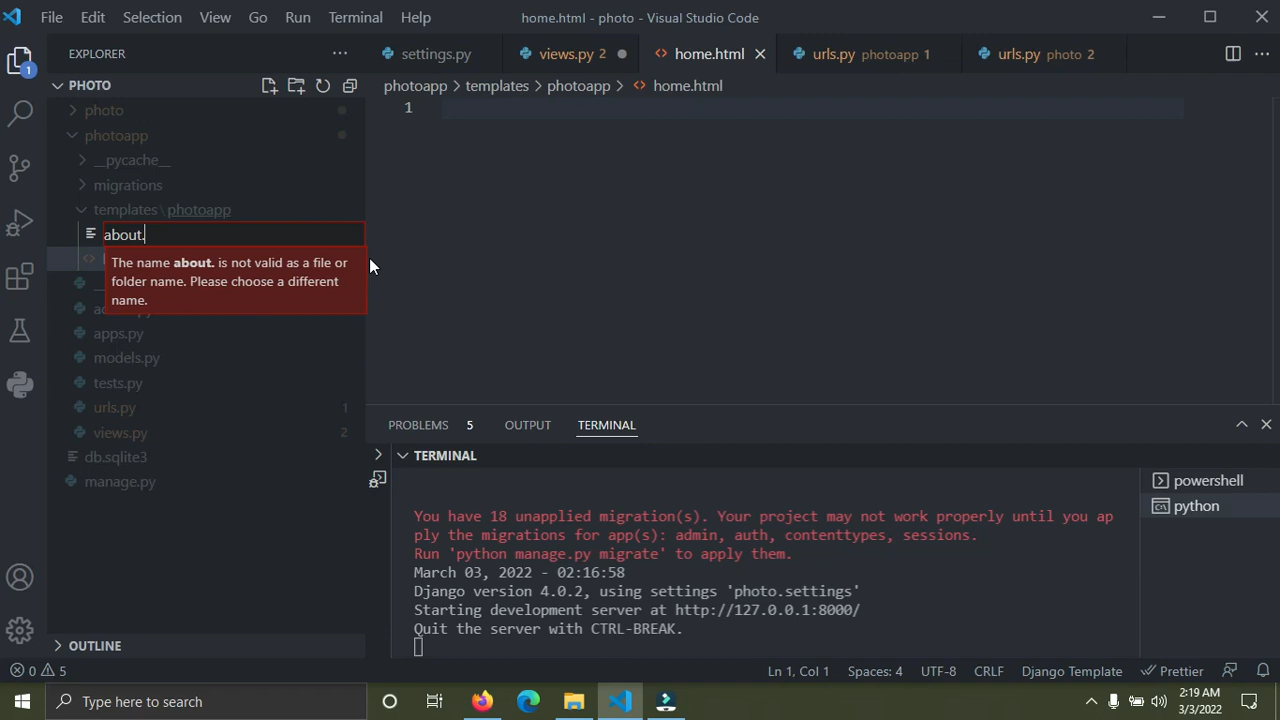 File Edit Selection View Go Run Terminal Help home.html - photo - Visual Studio Code
EXPLORER
settings.py views.py 2 home.html urls.py photoapp 1 urls.py photo 2
PHOTO
photoapp templates photoapp home.html
photo
photoapp
__pycache__
migrations
templates\photoapp
about.
The name about. is not valid as a file or
folder name. Please choose a different
name.
apps.py
models.py
tests.py
urls.py 1
views.py 2
db.sqlite3
manage.py
OUTLINE
1
PROBLEMS 5 OUTPUT TERMINAL
TERMINAL
You have 18 unapplied migration(s). Your project may not work properly until you ap
ply the migrations for app(s): admin, auth, contenttypes, sessions.
Run 'python manage.py migrate' to apply them.
March 03, 2022 - 02:16:58
Django version 4.0.2, using settings 'photo.settings'
Starting development server at http://127.0.0.1:8000/
Quit the server with CTRL-BREAK.
powershell
python
1
0 5 Ln 1, Col 1 Spaces: 4 UTF-8 CRLF Django Template Prettier
Type here to search
2:19 AM
3/3/2022